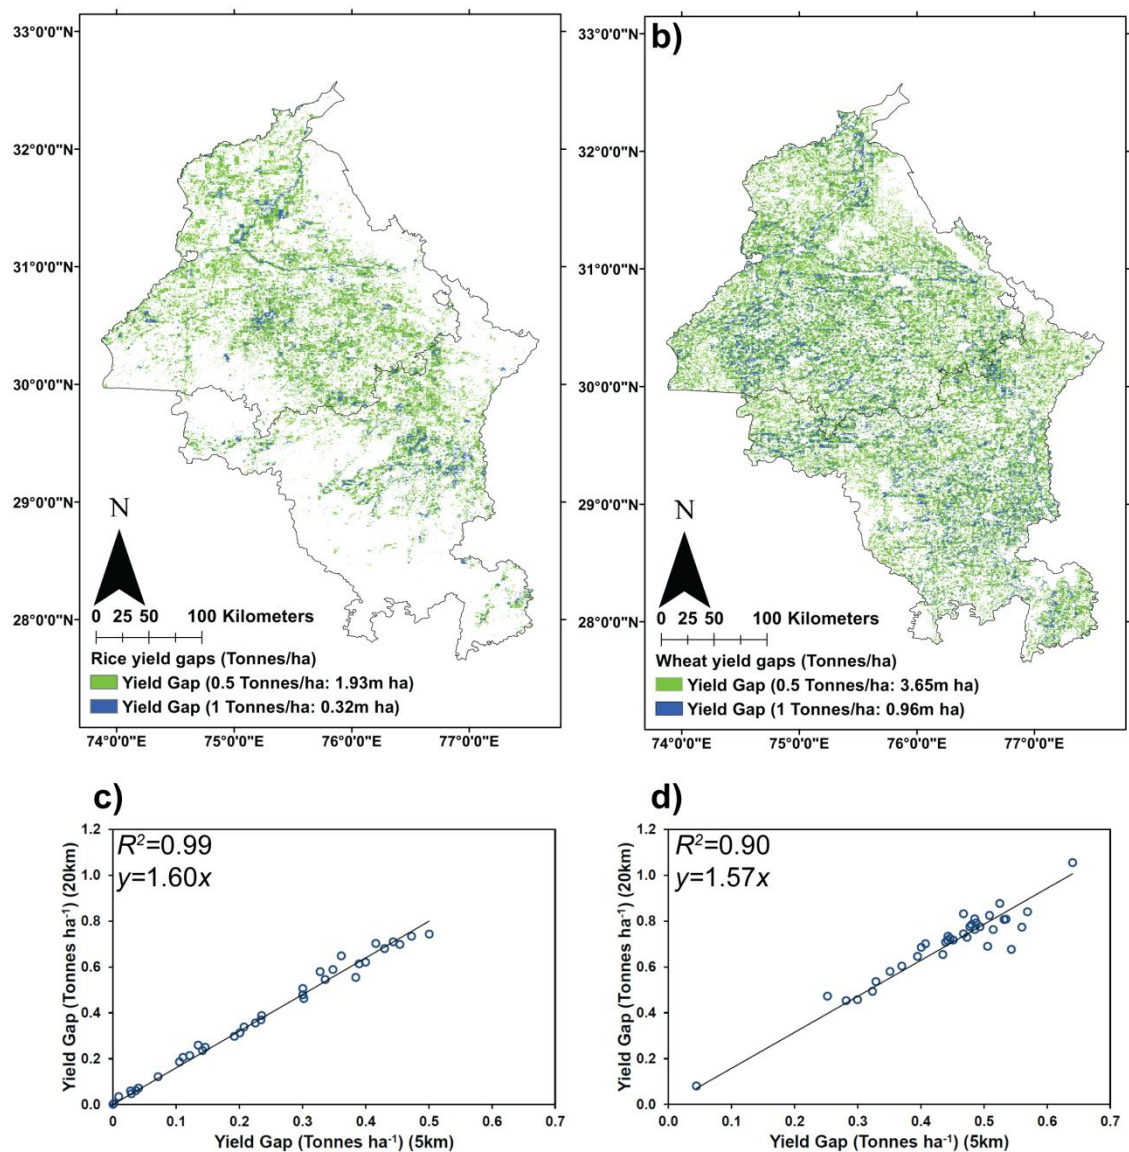 b)
33°0'0"N
32°0'0"N
31°0'0"N
30°0'0"N
29°0'0"N
28°0'0"N
N
0 25 50 100 Kilometers
Rice yield gaps (Tonnes/ha)
Yield Gap (0.5 Tonnes/ha: 1.93m ha)
Yield Gap (1 Tonnes/ha: 0.32m ha)
74°0'0"E 75°0'0"E 76°0'0"E 77°0'0"E
33°0'0"N
32°0'0"N
31°0'0"N
30°0'0"N
29°0'0"N
28°0'0"N
N
0 25 50 100 Kilometers
Wheat yield gaps (Tonnes/ha)
Yield Gap (0.5 Tonnes/ha: 3.65m ha)
Yield Gap (1 Tonnes/ha: 0.96m ha)
74°0'0"E 75°0'0"E 76°0'0"E 77°0'0"E
c)
R²=0.99
y=1.60x
Yield Gap (Tonnes ha⁻¹) (20km)
1.2
1.0
0.8
0.6
0.4
0.2
0.0
0 0.1 0.2 0.3 0.4 0.5 0.6 0.7
Yield Gap (Tonnes ha⁻¹) (5km)
d)
R²=0.90
y=1.57x
Yield Gap (Tonnes ha⁻¹) (20km)
1.2
1.0
0.8
0.6
0.4
0.2
0.0
0.0 0.1 0.2 0.3 0.4 0.5 0.6 0.7
Yield Gap (Tonnes ha⁻¹) (5km)